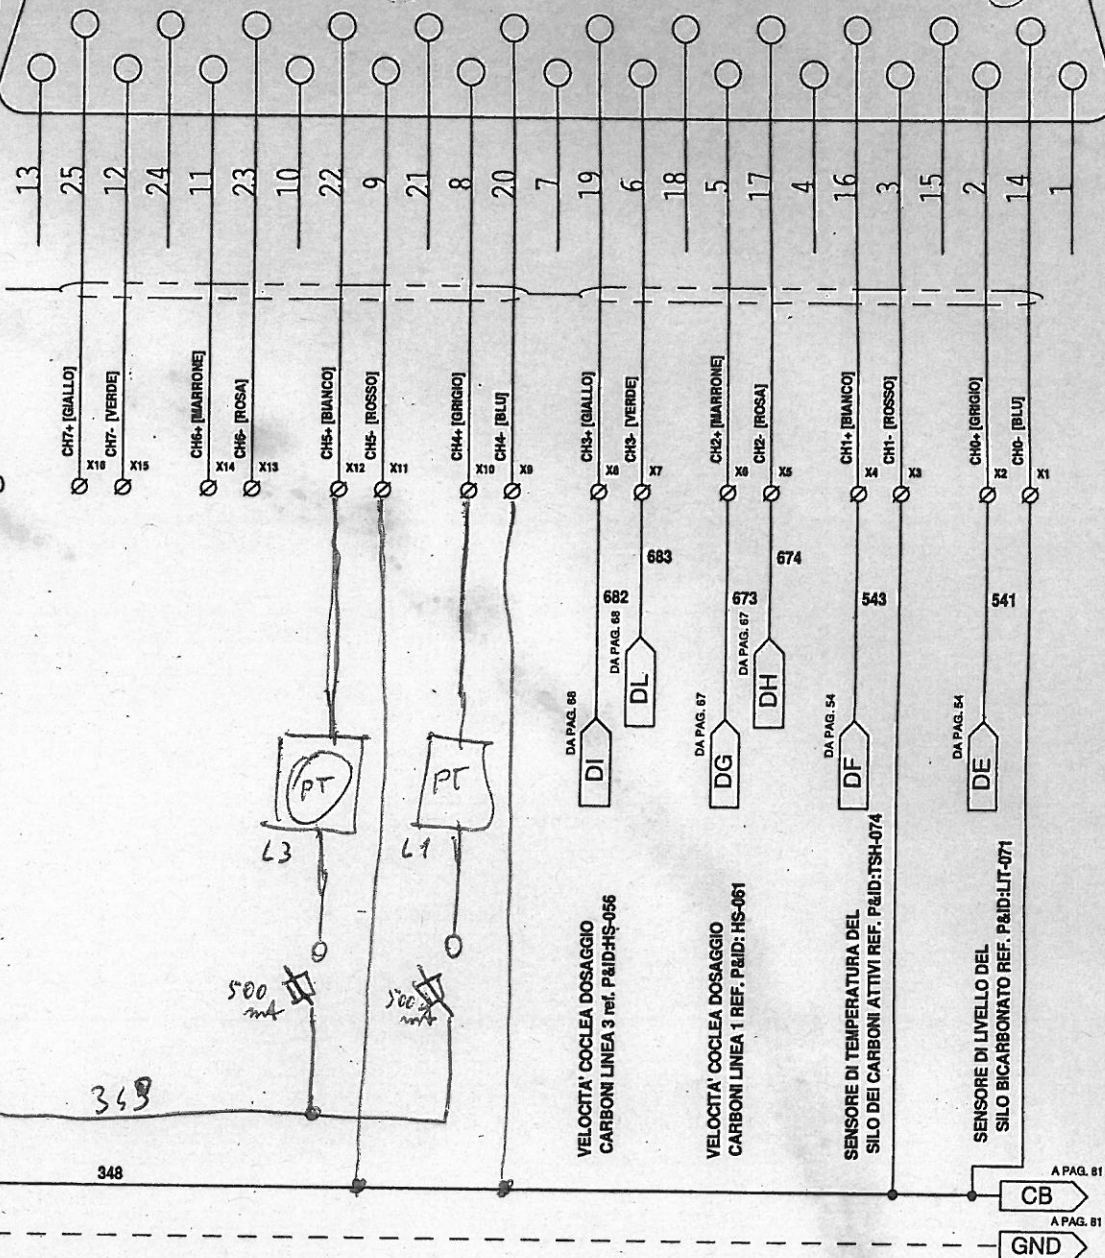 13
25
12
24
11
23
10
22
9
21
8
20
7
19
6
18
5
17
4
16
3
15
2
14
1
CH7+ [GIALLO]
CH7- [VERDE]
CH6+ [MARRONE]
CH6- [ROSA]
CH5+ [BIANCO]
CH5- [ROSSO]
CH4+ [GRIGIO]
CH4- [BLU]
CH3+ [GIALLO]
CH3- [VERDE]
CH2+ [MARRONE]
CH2- [ROSA]
CH1+ [BIANCO]
CH1- [ROSSO]
CH0+ [GRIGIO]
CH0- [BLU]
X16
X15
X14
X13
X12
X11
X10
X9
X8
X7
X6
X5
X4
X3
X2
X1
683
674
682
673
543
541
DA PAG. 68
DA PAG. 68
DA PAG. 67
DA PAG. 67
DA PAG. 54
DA PAG. 54
DI
DL
DG
DH
DF
DE
PT
PT
L3
L1
500 mA
500 mA
VELOCITA' COCLEA DOSAGGIO
CARBONI LINEA 3 ref. P&ID:HS-056
VELOCITA' COCLEA DOSAGGIO
CARBONI LINEA 1 REF. P&ID: HS-061
SENSORE DI TEMPERATURA DEL
SILO DEI CARBONI ATTIVI REF. P&ID:TSH-074
SENSORE DI LIVELLO DEL
SILO BICARBONATO REF. P&ID:LIT-071
348
A PAG. 81
CB
A PAG. 81
GND